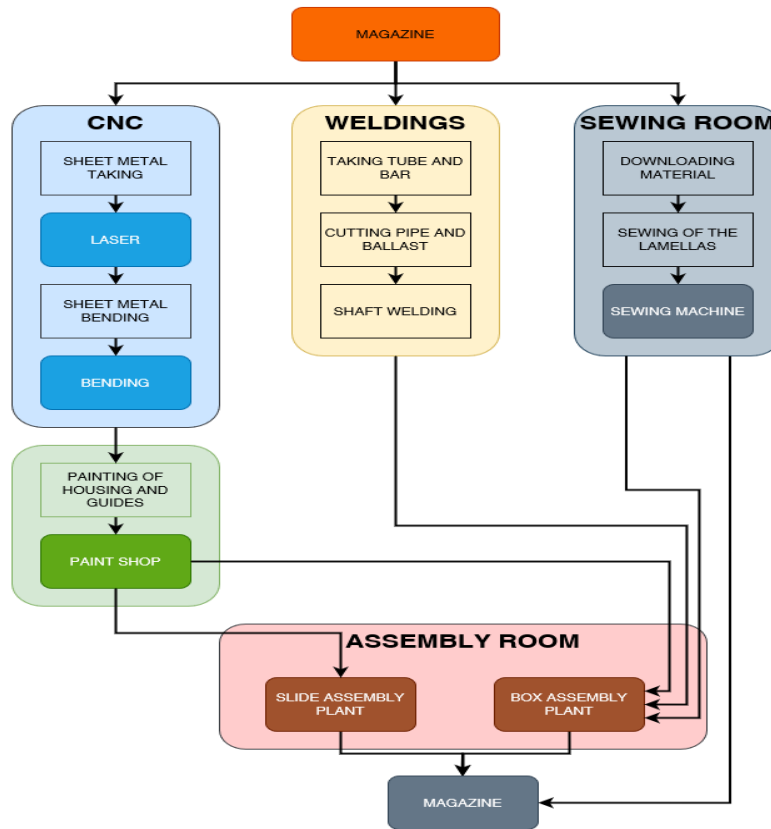 MAGAZINE
CNC
SHEET METAL
TAKING
LASER
SHEET METAL
BENDING
BENDING
WELDINGS
TAKING TUBE AND
BAR
CUTTING PIPE AND
BALLAST
SHAFT WELDING
SEWING ROOM
DOWNLOADING
MATERIAL
SEWING OF THE
LAMELLAS
SEWING MACHINE
PAINTING OF
HOUSING AND
GUIDES
PAINT SHOP
ASSEMBLY ROOM
SLIDE ASSEMBLY
PLANT
BOX ASSEMBLY
PLANT
MAGAZINE